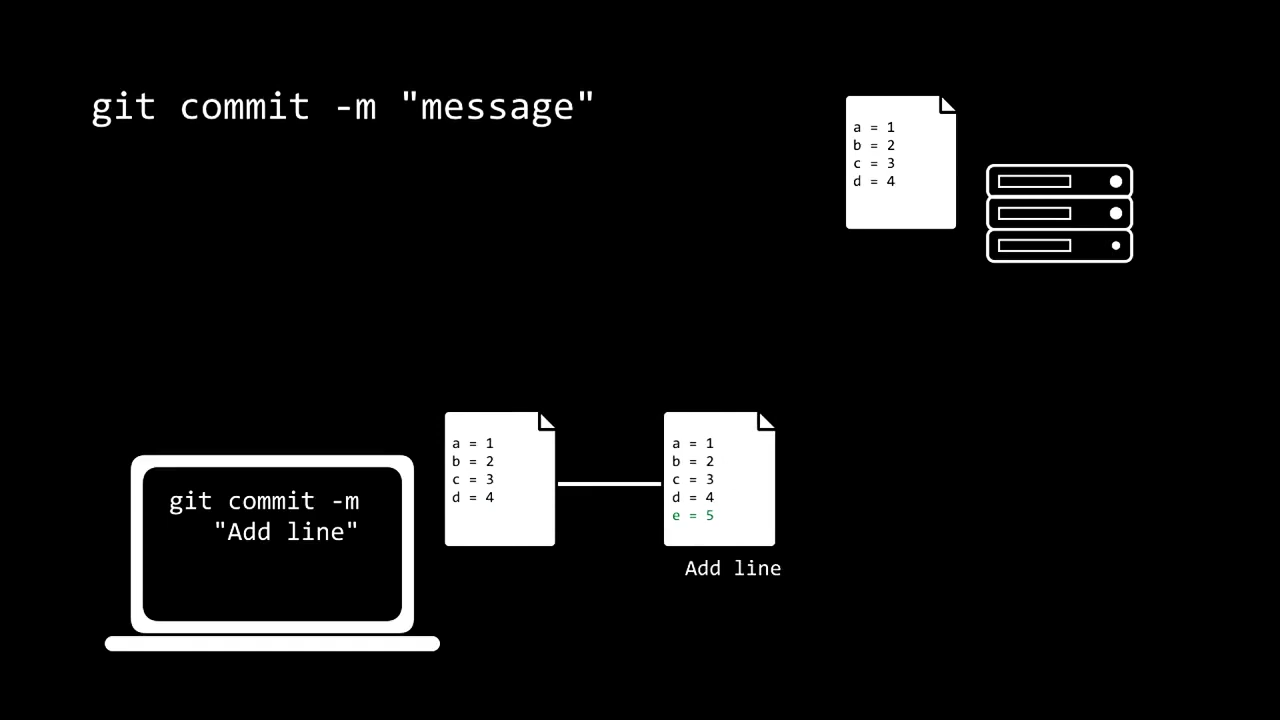 git commit -m "message"
a = 1
b = 2
c = 3
d = 4
git commit -m
"Add line"
a = 1
b = 2
c = 3
d = 4
a = 1
b = 2
c = 3
d = 4
e = 5
Add line